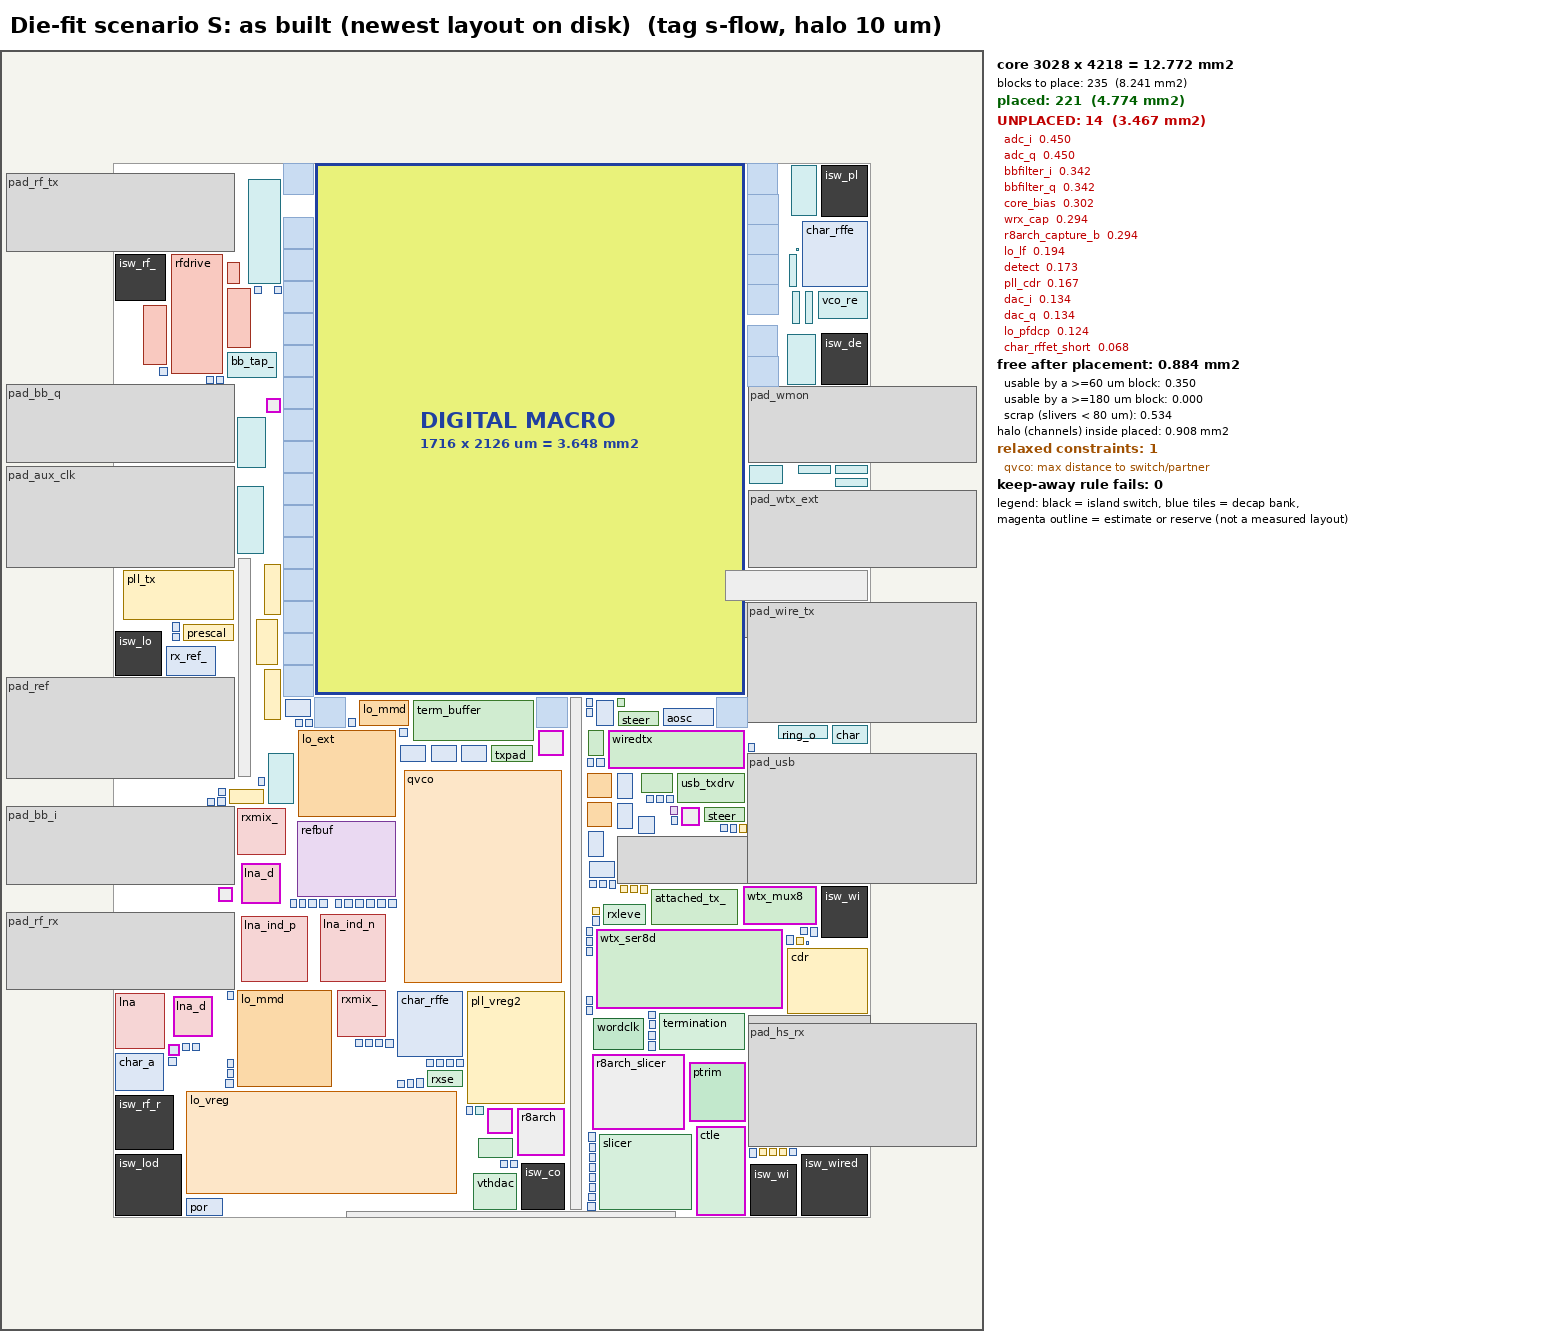 Die-fit scenario S: as built (newest layout on disk)  (tag s-flow, halo 10 um)
core 3028 x 4218 = 12.772 mm2
blocks to place: 235  (8.241 mm2)
placed: 221  (4.774 mm2)
UNPLACED: 14  (3.467 mm2)
adc_i  0.450
adc_q  0.450
bbfilter_i  0.342
bbfilter_q  0.342
core_bias  0.302
wrx_cap  0.294
r8arch_capture_b  0.294
lo_lf  0.194
detect  0.173
pll_cdr  0.167
dac_i  0.134
dac_q  0.134
lo_pfdcp  0.124
char_rffet_short  0.068
free after placement: 0.884 mm2
usable by a >=60 um block: 0.350
usable by a >=180 um block: 0.000
scrap (slivers < 80 um): 0.534
halo (channels) inside placed: 0.908 mm2
relaxed constraints: 1
qvco: max distance to switch/partner
keep-away rule fails: 0
legend: black = island switch, blue tiles = decap bank,
magenta outline = estimate or reserve (not a measured layout)
pad_rf_tx
isw_pl
char_rffe
isw_rf_
rfdrive
vco_re
isw_de
bb_tap_
pad_bb_q
pad_wmon
DIGITAL MACRO
1716 x 2126 um = 3.648 mm2
pad_aux_clk
pad_wtx_ext
pll_tx
pad_wire_tx
prescal
isw_lo
rx_ref_
pad_ref
lo_mmd
term_buffer
steer
aosc
ring_o
char
lo_ext
wiredtx
txpad
pad_usb
qvco
usb_txdrv
pad_bb_i
rxmix_
refbuf
steer
lna_d
attached_tx_
wtx_mux8
isw_wi
rxleve
pad_rf_rx
lna_ind_p
lna_ind_n
wtx_ser8d
cdr
lna
lna_d
lo_mmd
rxmix_
char_rffe
pll_vreg2
wordclk
termination
pad_hs_rx
char_a
r8arch_slicer
ptrim
rxse
isw_rf_r
lo_vreg
r8arch
slicer
ctle
isw_lod
isw_co
isw_wi
isw_wired
vthdac
por